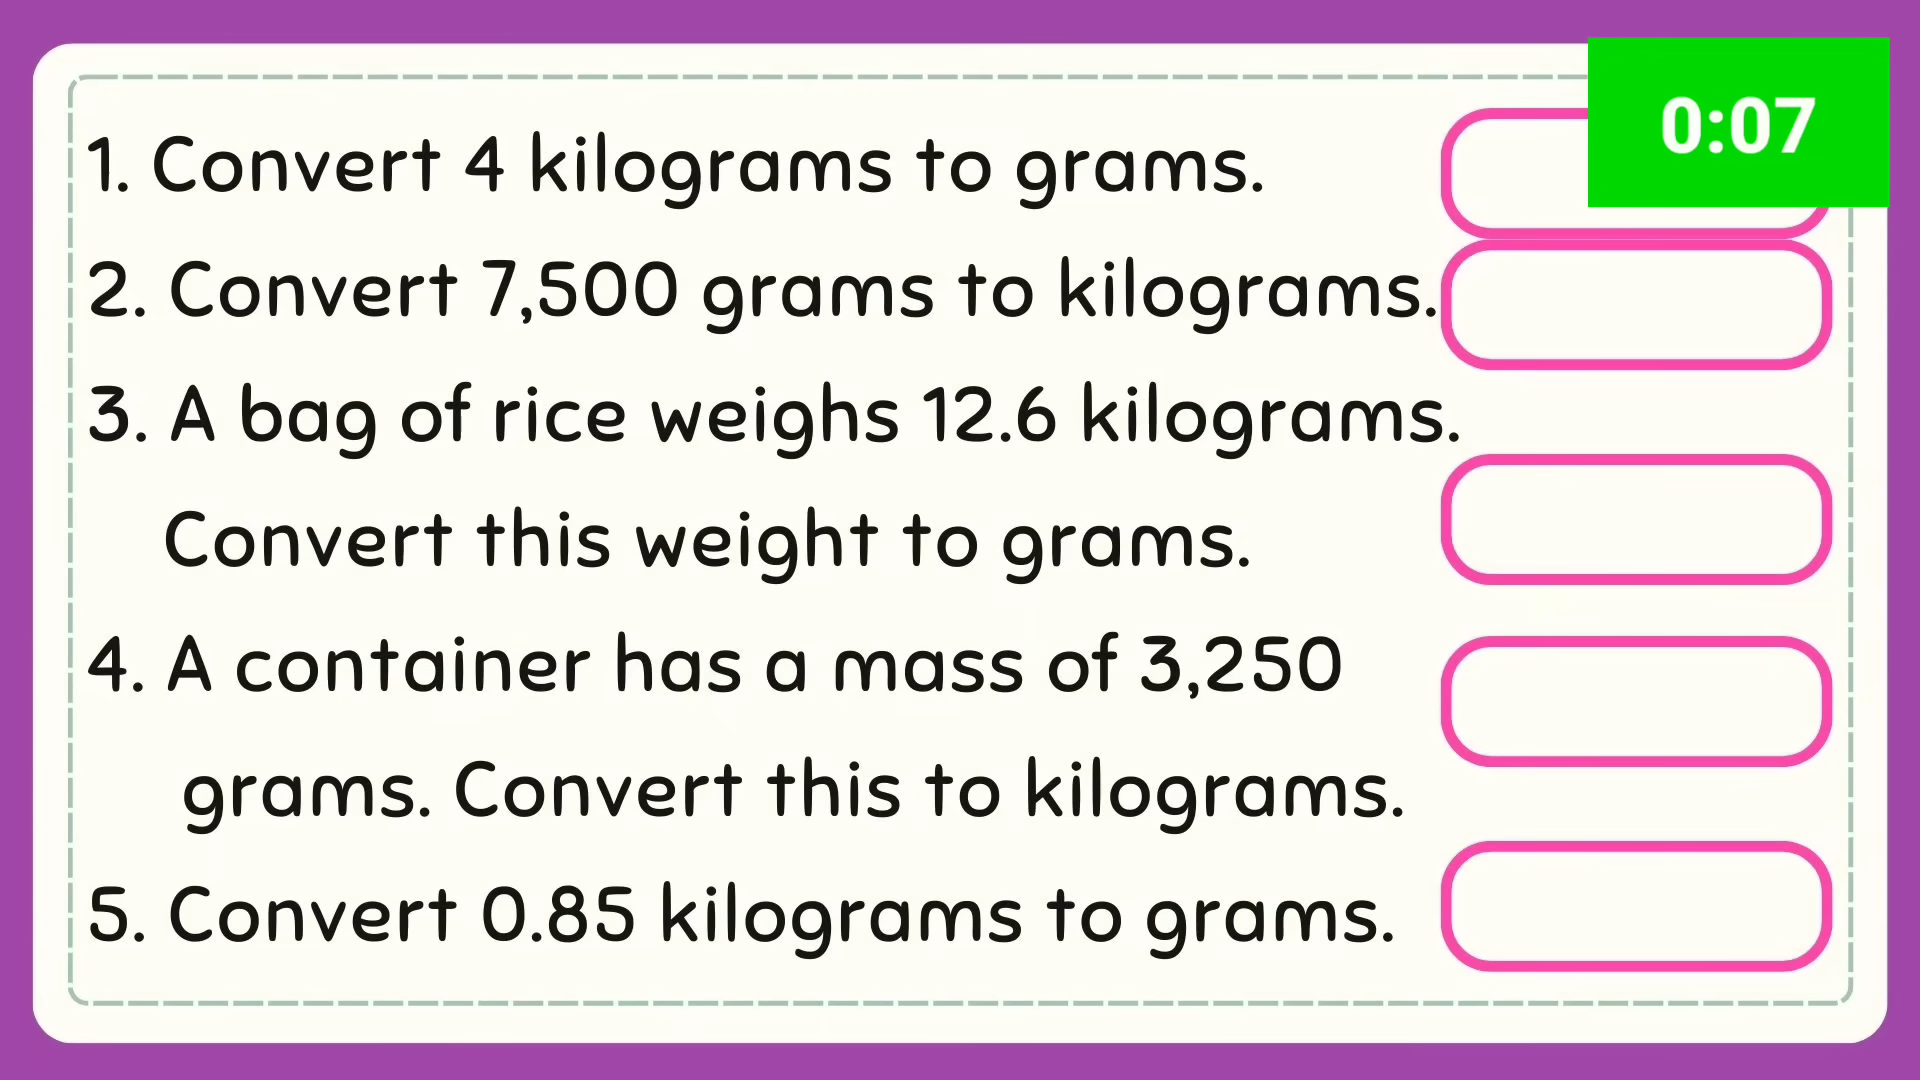 0:07
1. Convert 4 kilograms to grams.
2. Convert 7,500 grams to kilograms.
3. A bag of rice weighs 12.6 kilograms.
Convert this weight to grams.
4. A container has a mass of 3,250
grams. Convert this to kilograms.
5. Convert 0.85 kilograms to grams.